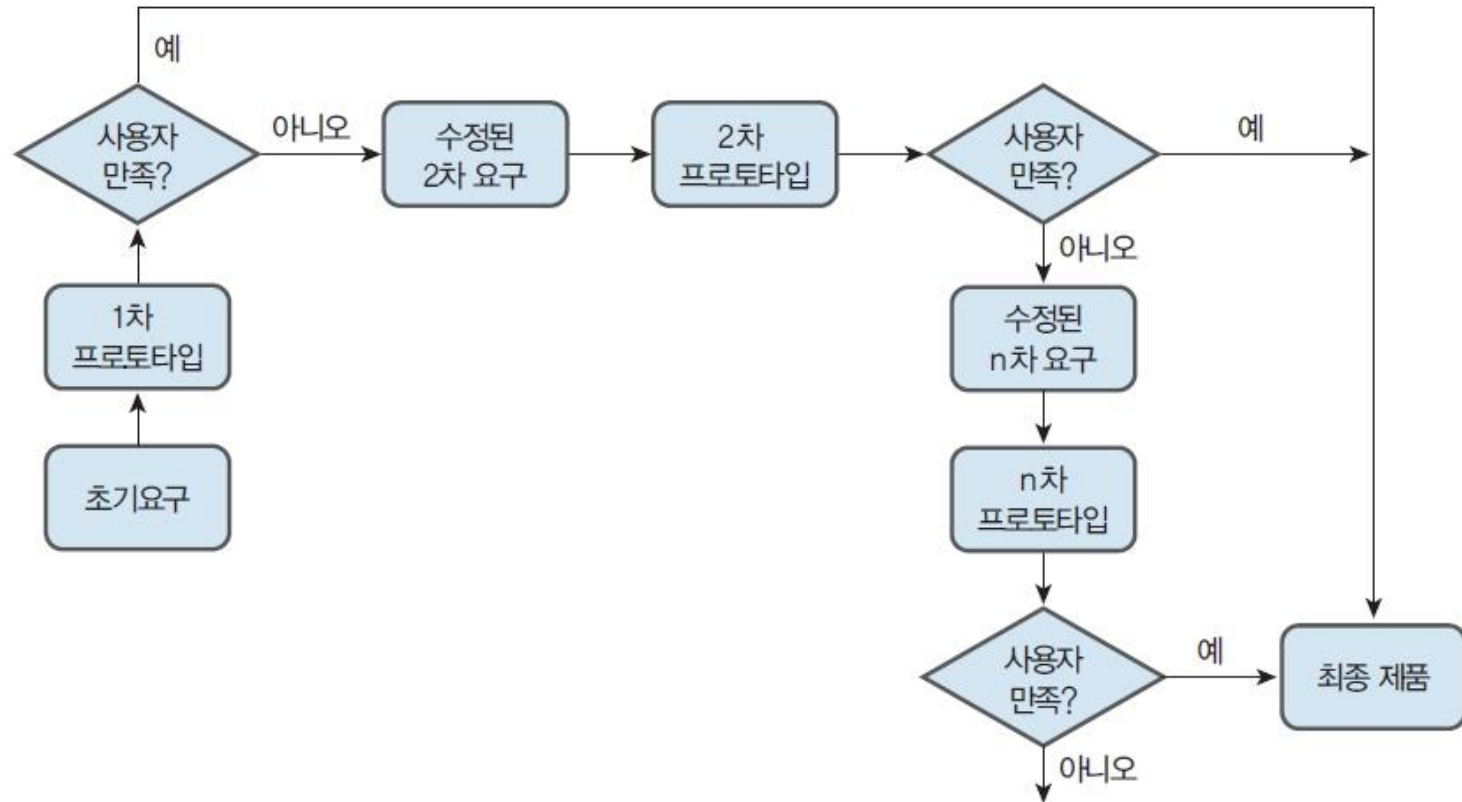 예
사용자
만족?
아니오
수정된
2차 요구
2차
프로토타입
사용자
만족?
예
아니오
1차
프로토타입
초기요구
수정된
n차 요구
n차
프로토타입
사용자
만족?
예
최종 제품
아니오